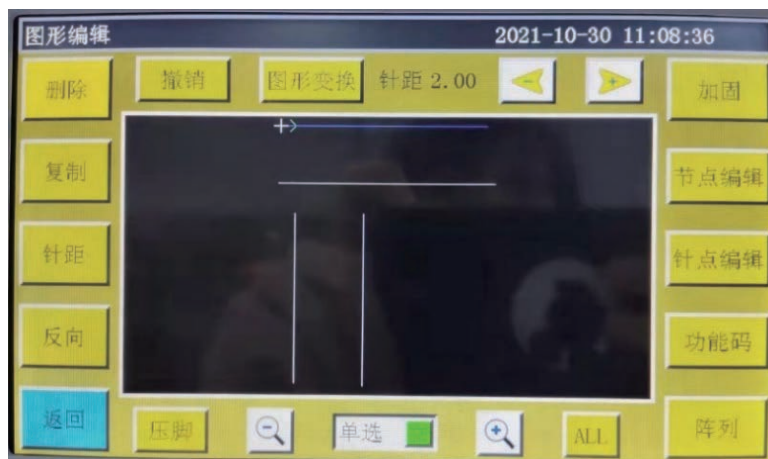 图形编辑 2021-10-30 11:08:36
删除 撤销 图形变换 针距 2.00 加固
复制 节点编辑
针距 针点编辑
反向 功能码
返回 压脚 单选 ALL 阵列